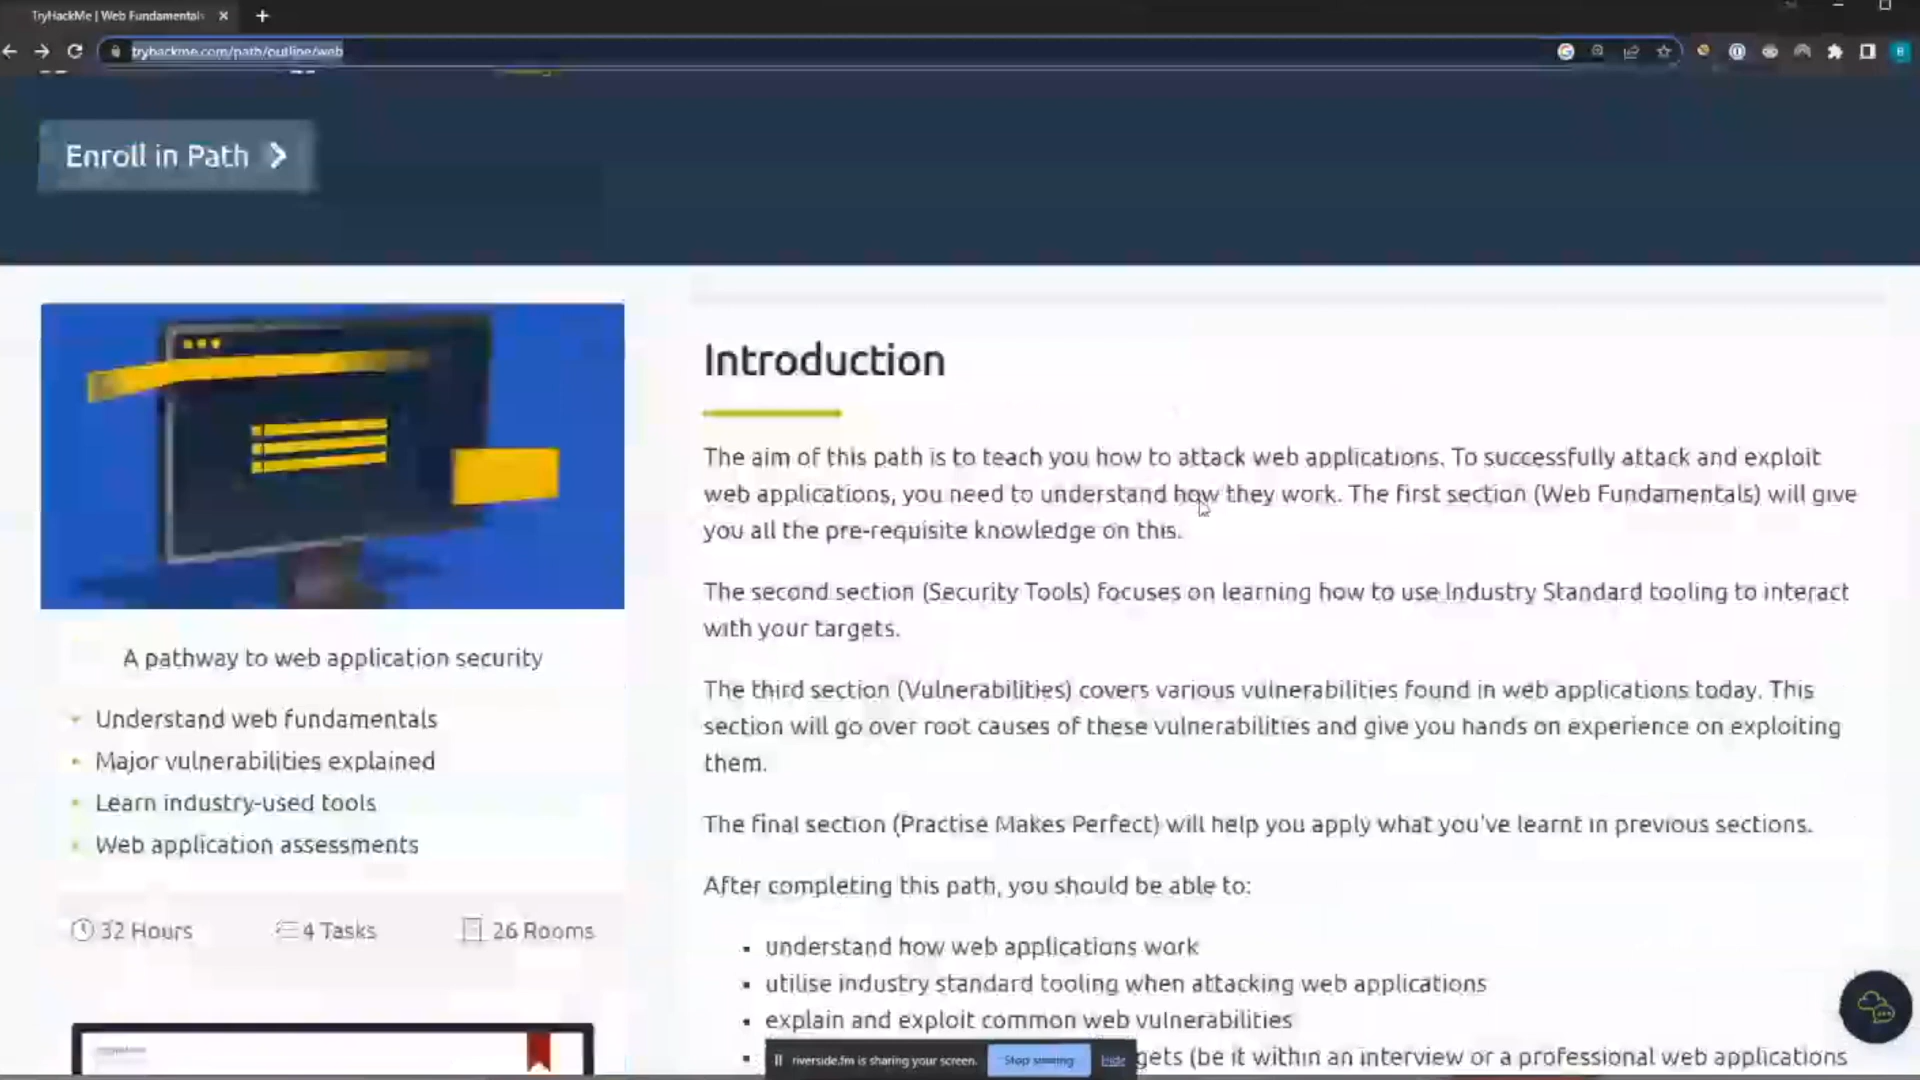 TryHackMe | Web Fundamentals
tryhackme.com/path/outline/web
Enroll in Path
Introduction
The aim of this path is to teach you how to attack web applications. To successfully attack and exploit
web applications, you need to understand how they work. The first section (Web Fundamentals) will give
you all the pre-requisite knowledge on this.
The second section (Security Tools) focuses on learning how to use Industry Standard tooling to interact
with your targets.
The third section (Vulnerabilities) covers various vulnerabilities found in web applications today. This
section will go over root causes of these vulnerabilities and give you hands on experience on exploiting
them.
The final section (Practise Makes Perfect) will help you apply what you've learnt in previous sections.
After completing this path, you should be able to:
understand how web applications work
utilise industry standard tooling when attacking web applications
explain and exploit common web vulnerabilities
gets (be it within an interview or a professional web applications
A pathway to web application security
Understand web fundamentals
Major vulnerabilities explained
Learn industry-used tools
Web application assessments
32 Hours 4 Tasks 26 Rooms
riverside.fm is sharing your screen. Stop sharing Hide